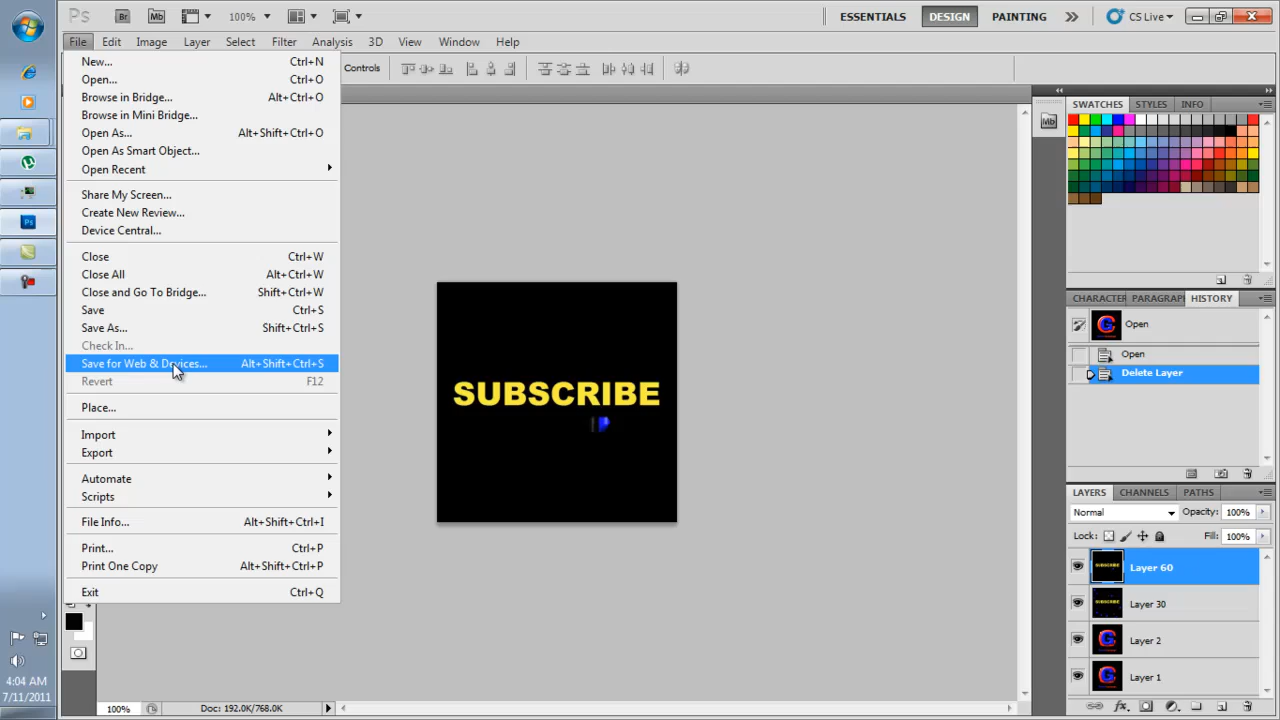 Ps Br Mb 100% ESSENTIALS DESIGN PAINTING CS Live
File Edit Image Layer Select Filter Analysis 3D View Window Help
New... Ctrl+N
Controls
Open... Ctrl+O
Browse in Bridge... Alt+Ctrl+O
Browse in Mini Bridge...
Open As... Alt+Shift+Ctrl+O
Open As Smart Object...
Open Recent
Share My Screen...
Create New Review...
Device Central...
Close Ctrl+W
Close All Alt+Ctrl+W
Close and Go To Bridge... Shift+Ctrl+W
Save Ctrl+S
Save As... Shift+Ctrl+S
Check In...
Save for Web & Devices... Alt+Shift+Ctrl+S
Revert F12
Place...
Import
Export
Automate
Scripts
File Info... Alt+Shift+Ctrl+I
Print... Ctrl+P
Print One Copy Alt+Shift+Ctrl+P
Exit Ctrl+Q
SUBSCRIBE
Mb
SWATCHES STYLES INFO
CHARACTER PARAGRAPH HISTORY
G Open
Open
Delete Layer
LAYERS CHANNELS PATHS
Normal Opacity: 100%
Lock: Fill: 100%
SUBSCRIBE Layer 60
SUBSCRIBE Layer 30
G Layer 2
G Layer 1
Ps
4:04 AM
7/11/2011
100% Doc: 192.0K/768.0K